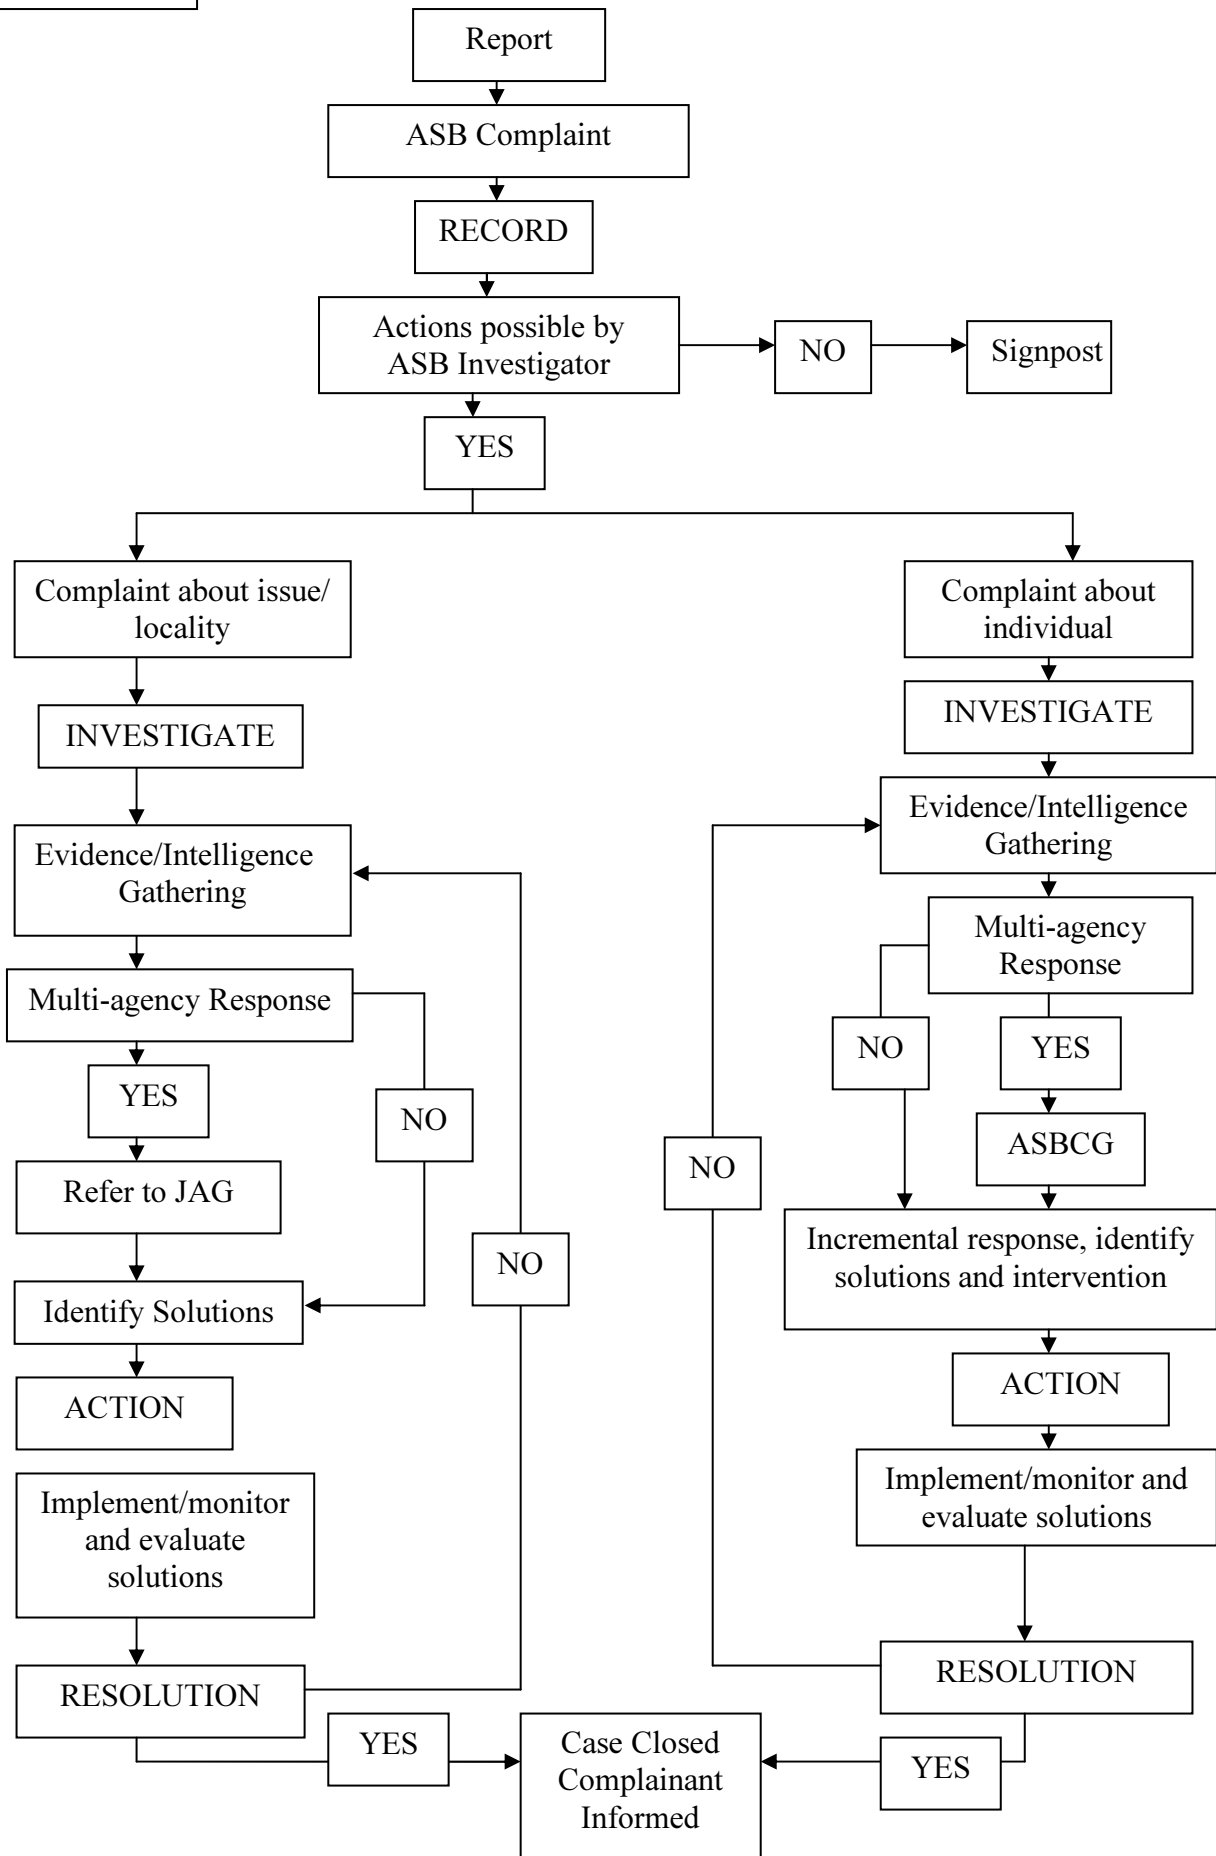 Report
ASB Complaint
RECORD
Actions possible by
ASB Investigator
NO
Signpost
YES
Complaint about issue/
locality
INVESTIGATE
Evidence/Intelligence
Gathering
Multi-agency Response
YES
NO
Refer to JAG
NO
Identify Solutions
ACTION
Implement/monitor
and evaluate
solutions
RESOLUTION
YES
Complaint about
individual
INVESTIGATE
Evidence/Intelligence
Gathering
Multi-agency
Response
NO
YES
ASBCG
NO
Incremental response, identify
solutions and intervention
ACTION
Implement/monitor and
evaluate solutions
RESOLUTION
YES
Case Closed
Complainant
Informed